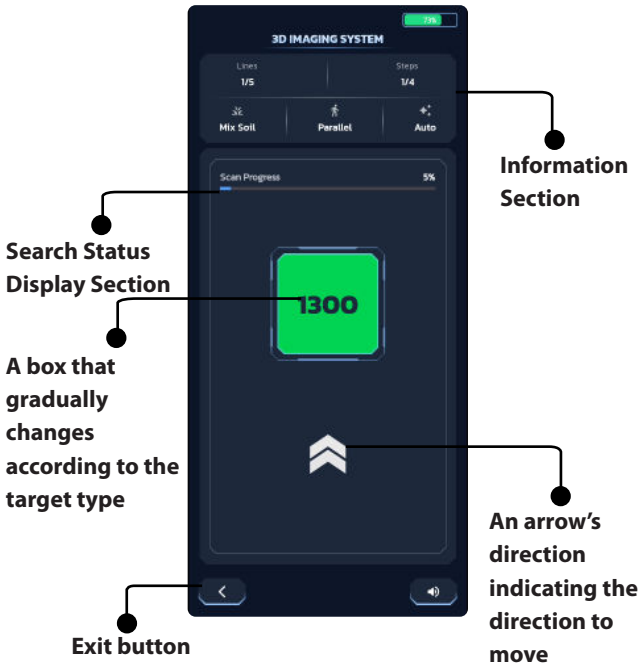 73%
3D IMAGING SYSTEM
Lines
Steps
1/5
1/4
Mix Soil
Parallel
Auto
Scan Progress
5%
1300
Information
Section
Search Status
Display Section
A box that
gradually
changes
according to the
target type
An arrow's
direction
indicating the
direction to
move
Exit button